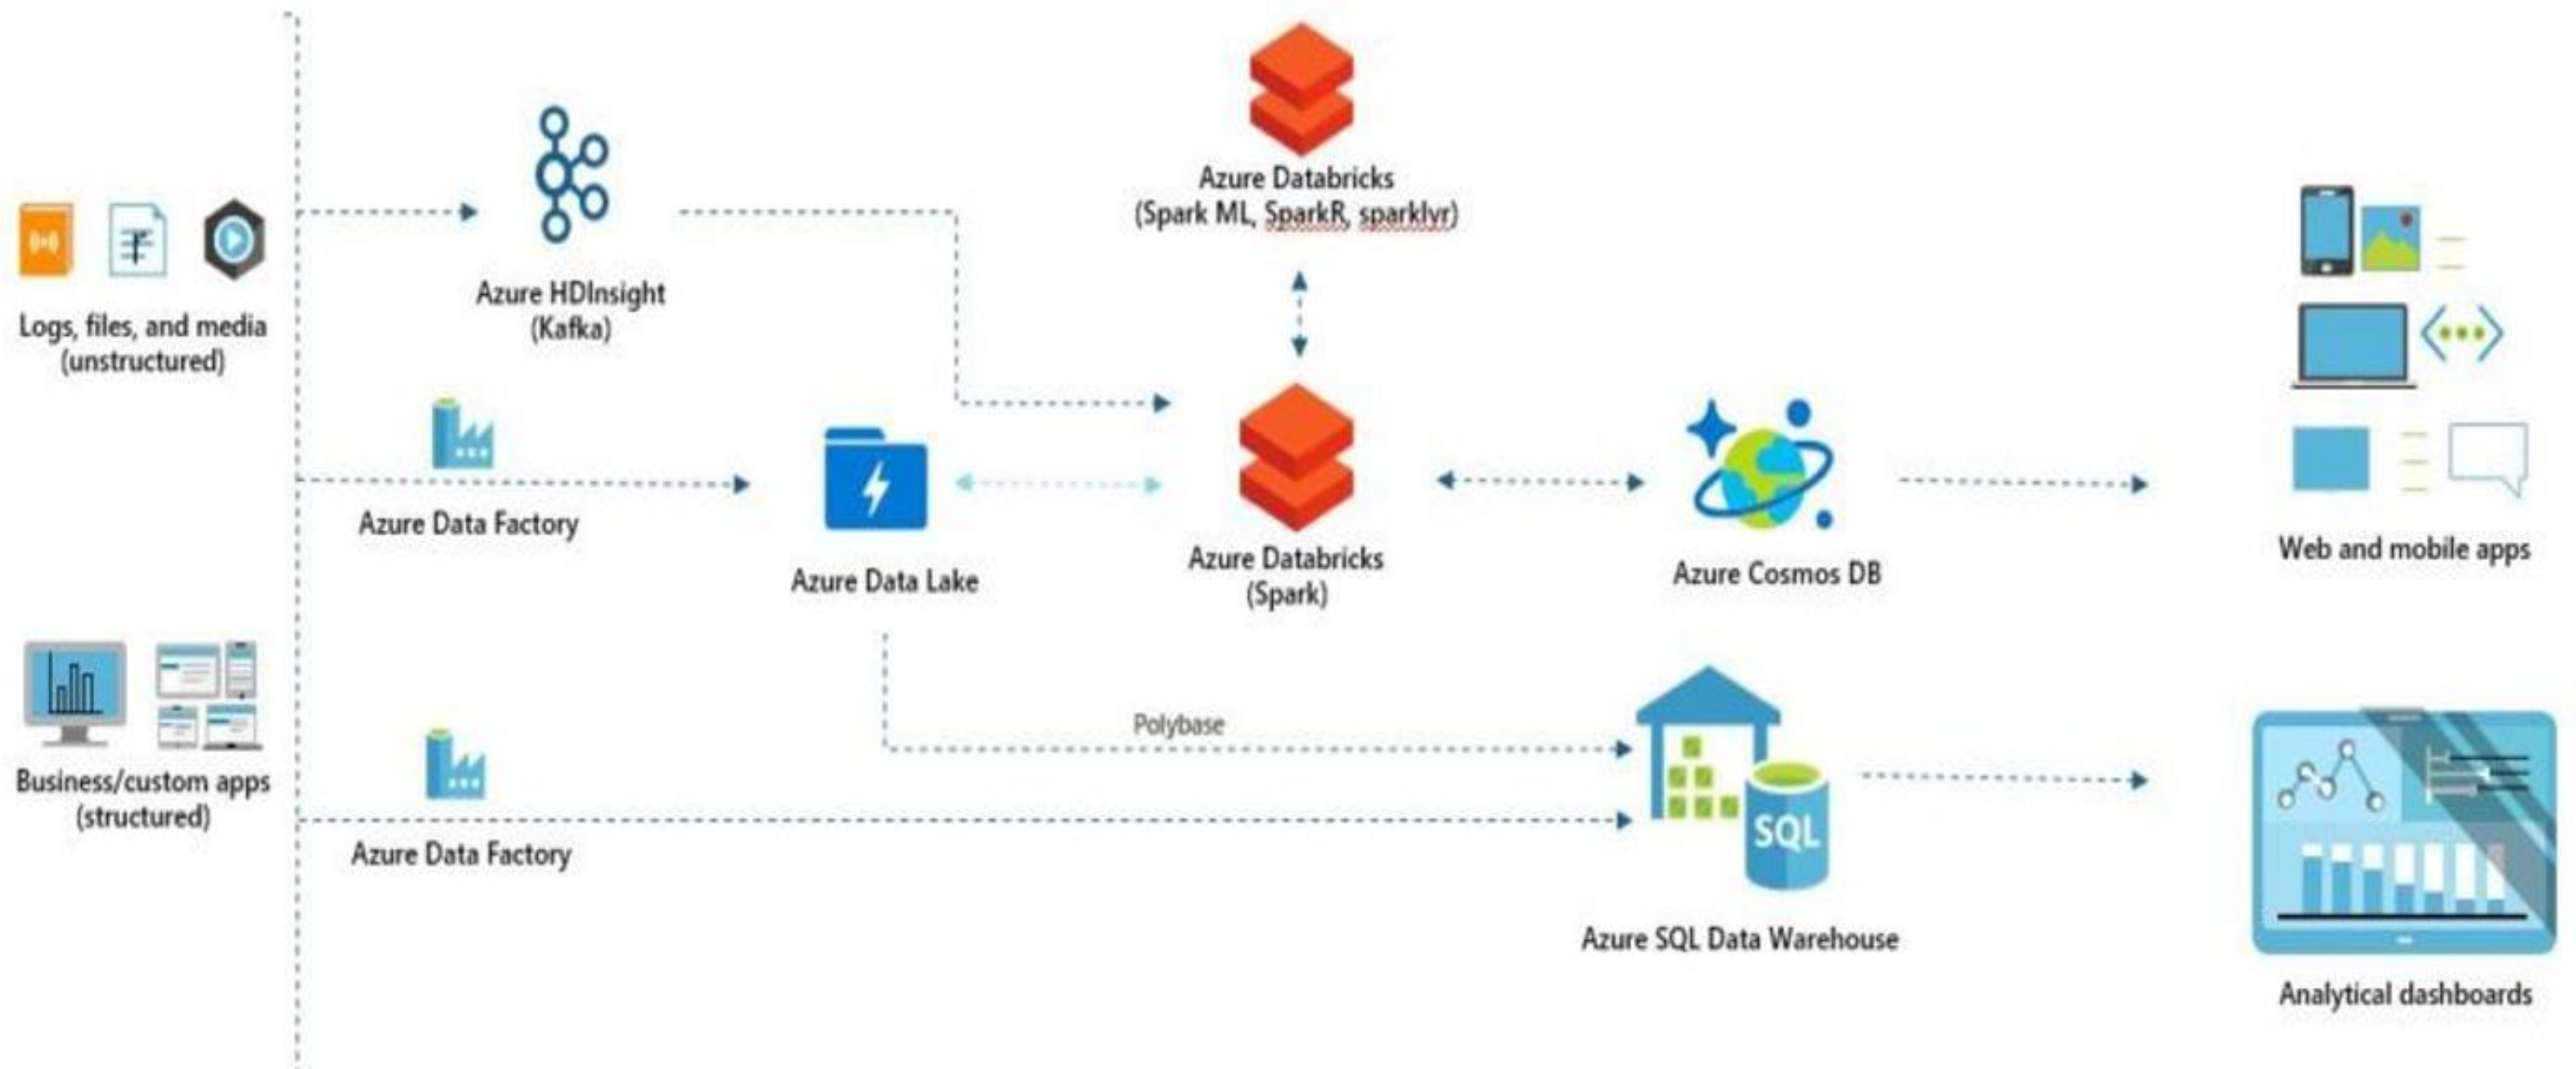 Azure Databricks
(Spark ML, SparkR, sparklyr)
Azure HDInsight
(Kafka)
Logs, files, and media
(unstructured)
Azure Data Factory
Azure Data Lake
Azure Databricks
(Spark)
Azure Cosmos DB
Web and mobile apps
Polybase
Business/custom apps
(structured)
Azure Data Factory
SQL
Azure SQL Data Warehouse
Analytical dashboards